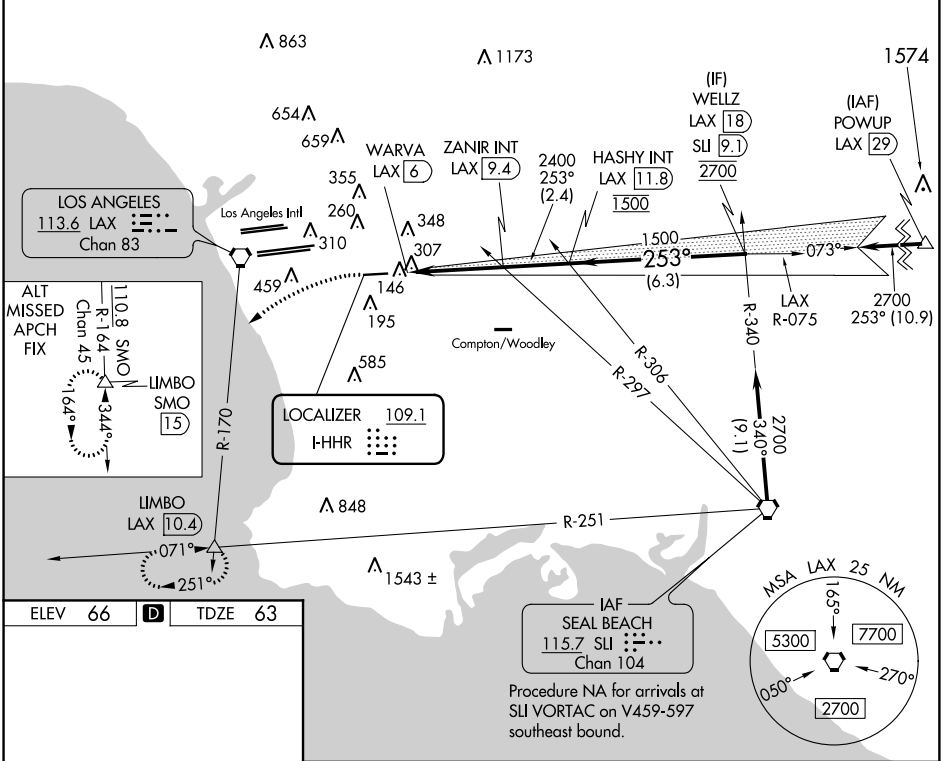 863
1173
1574
654
659
(IF)
WELLZ
LAX 18
SLI 9.1
2700
(IAF)
POWUP
LAX 29
WARVA
LAX 6
ZANIR INT
LAX 9.4
2400
253°
(2.4)
HASHY INT
LAX 11.8
1500
355
260
348
307
310
LOS ANGELES
113.6 LAX
Chan 83
Los Angeles Intl
459
146
195
1500
253°
(6.3)
073°
LAX
R-075
2700
253° (10.9)
ALT
MISSED
APCH
FIX
110.8 SMO
R-164
Chan 45
LIMBO
SMO
15
164°
344°
Compton/Woodley
585
R-340
R-306
R-297
LOCALIZER 109.1
I-HHR
R-170
2700
340°
(9.1)
848
LIMBO
LAX 10.4
R-251
071°
251°
1543 ±
IAF
SEAL BEACH
115.7 SLI
Chan 104
Procedure NA for arrivals at
SLI VORTAC on V459-597
southeast bound.
MSA LAX 25 NM
165°
5300
7700
050°
270°
2700
ELEV 66 D TDZE 63